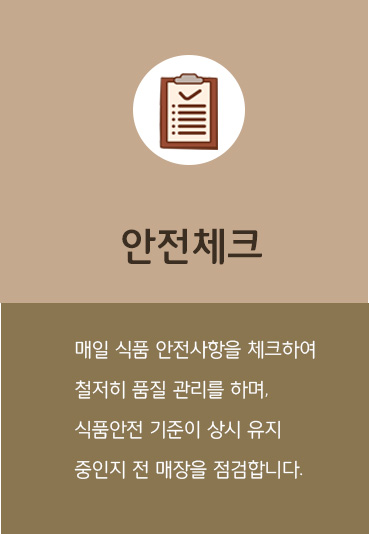 안전체크
매일 식품 안전사항을 체크하여
철저히 품질 관리를 하며,
식품안전 기준이 상시 유지
중인지 전 매장을 점검합니다.